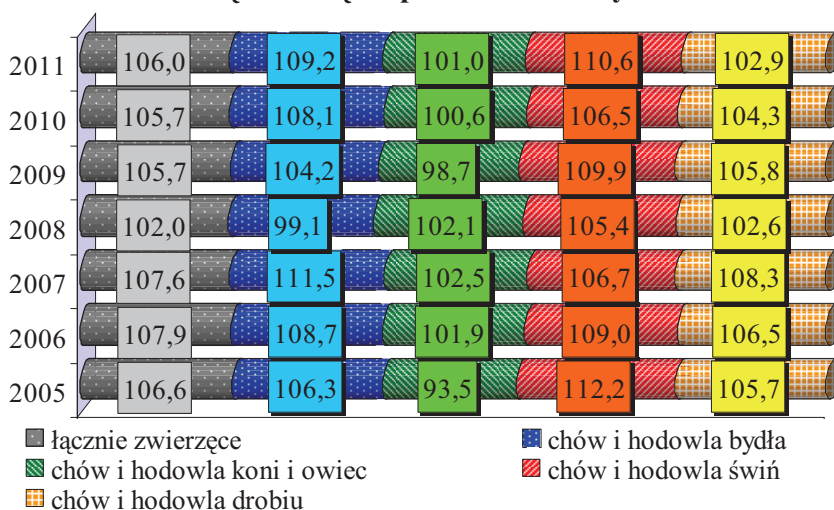 2011 106,0 109,2 101,0 110,6 102,9
2010 105,7 108,1 100,6 106,5 104,3
2009 105,7 104,2 98,7 109,9 105,8
2008 102,0 99,1 102,1 105,4 102,6
2007 107,6 111,5 102,5 106,7 108,3
2006 107,9 108,7 101,9 109,0 106,5
2005 106,6 106,3 93,5 112,2 105,7
łącznie zwierzęce chów i hodowla bydła
chów i hodowla koni i owiec chów i hodowla świń
chów i hodowla drobiu